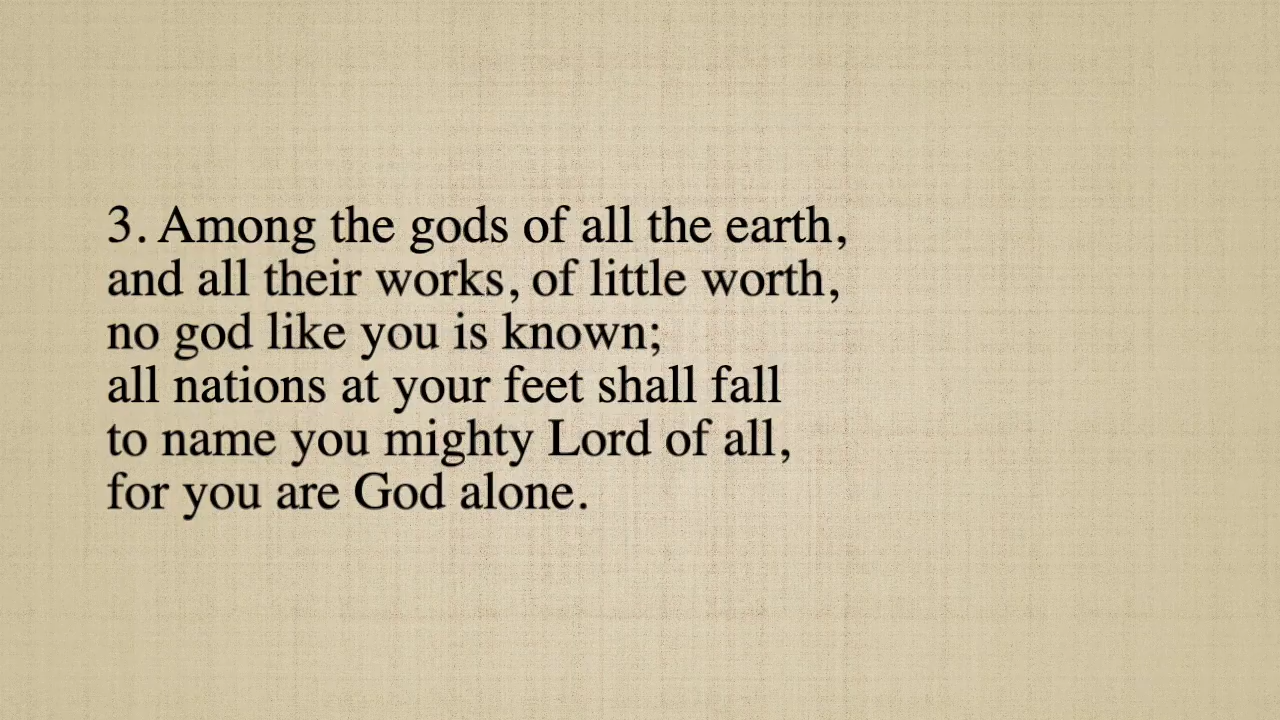 3. Among the gods of all the earth,
and all their works, of little worth,
no god like you is known;
all nations at your feet shall fall
to name you mighty Lord of all,
for you are God alone.